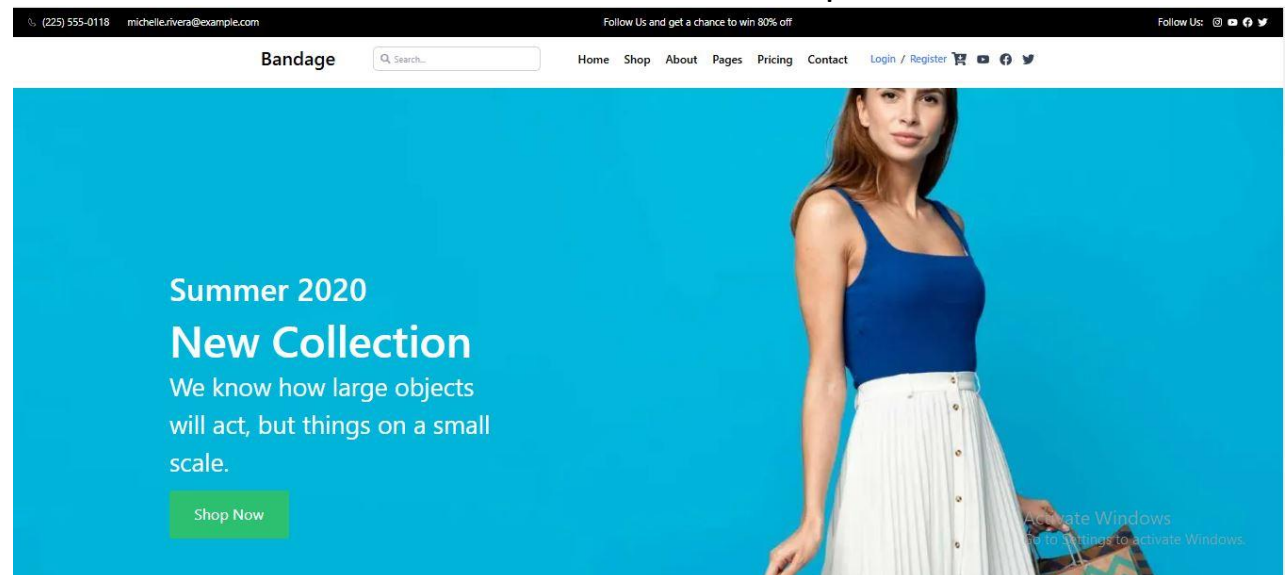 (225) 555-0118 michelle.rivera@example.com Follow Us and get a chance to win 80% off Follow Us:
Bandage Search... Home Shop About Pages Pricing Contact Login / Register
Summer 2020
New Collection
We know how large objects
will act, but things on a small
scale.
Shop Now
Activate Windows
Go to Settings to activate Windows.